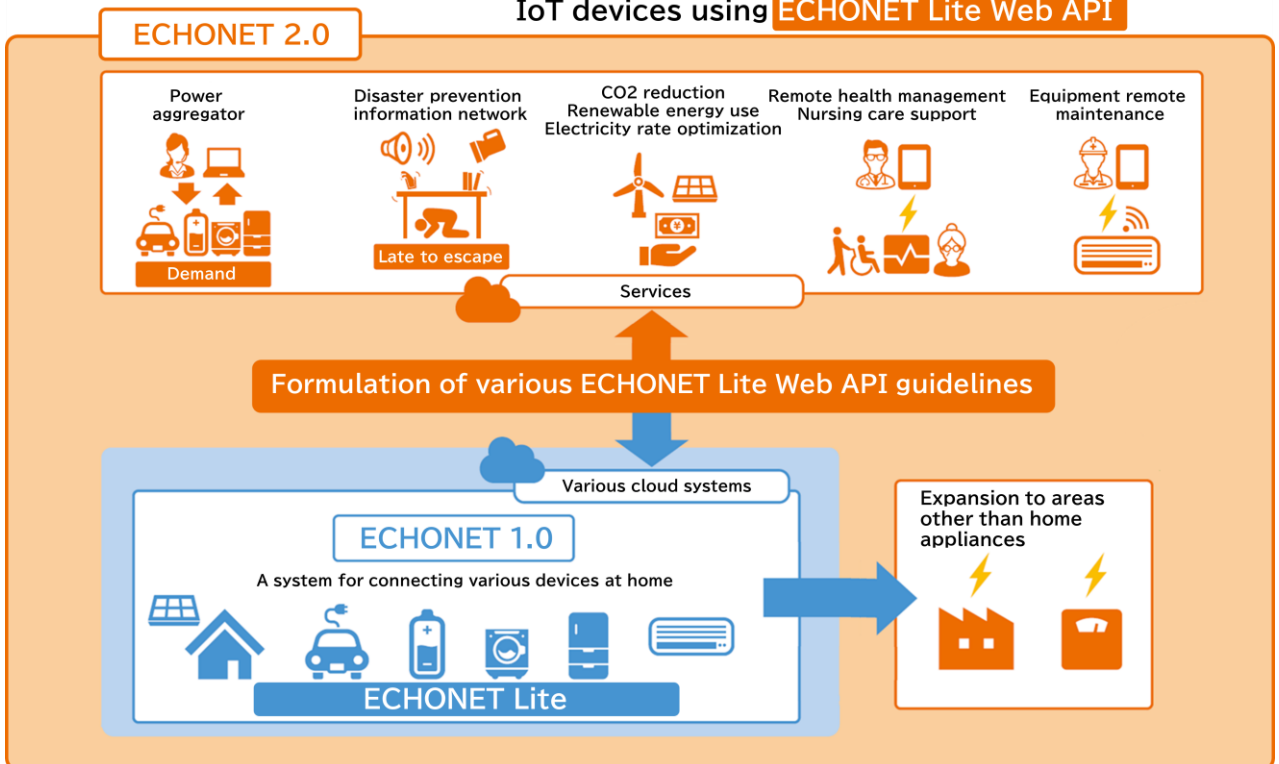 IoT devices using ECHONET Lite Web API
ECHONET 2.0
Power
aggregator
Demand
Disaster prevention
information network
Late to escape
CO2 reduction
Renewable energy use
Electricity rate optimization
Remote health management
Nursing care support
Equipment remote
maintenance
Services
Formulation of various ECHONET Lite Web API guidelines
Various cloud systems
ECHONET 1.0
A system for connecting various devices at home
ECHONET Lite
Expansion to areas
other than home
appliances